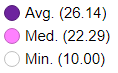 Avg. (26.14)
Med. (22.29)
Min. (10.00)